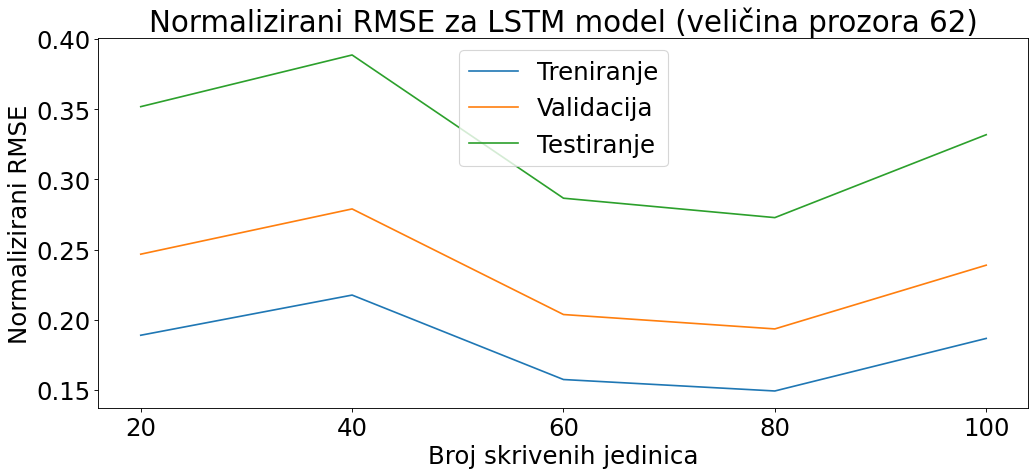 Normalizirani RMSE za LSTM model (veličina prozora 62)
0.40
0.35
0.30
0.25
0.20
0.15
Normalizirani RMSE
Treniranje
Validacija
Testiranje
20 40 60 80 100
Broj skrivenih jedinica